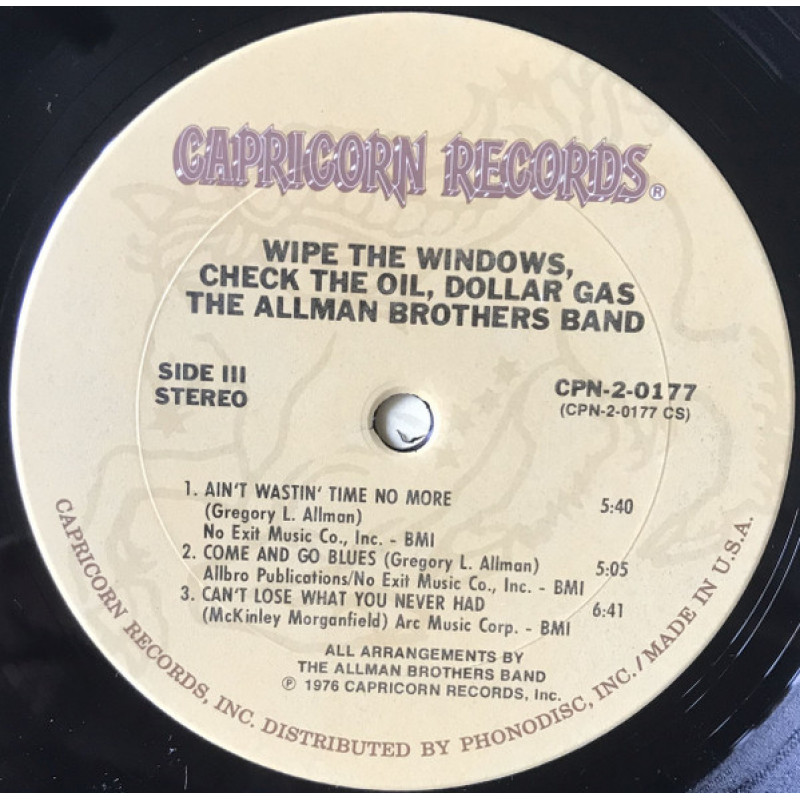 CAPRICORN RECORDS®
WIPE THE WINDOWS,
CHECK THE OIL, DOLLAR GAS
THE ALLMAN BROTHERS BAND
SIDE III
STEREO
CPN-2-0177
(CPN-2-0177 CS)
1. AIN'T WASTIN' TIME NO MORE 5:40
(Gregory L. Allman)
No Exit Music Co., Inc. - BMI
2. COME AND GO BLUES (Gregory L. Allman) 5:05
Allbro Publications/No Exit Music Co., Inc. - BMI
3. CAN'T LOSE WHAT YOU NEVER HAD 6:41
(McKinley Morganfield) Arc Music Corp. - BMI
ALL ARRANGEMENTS BY
THE ALLMAN BROTHERS BAND
℗ 1976 CAPRICORN RECORDS, Inc.
CAPRICORN RECORDS, INC. DISTRIBUTED BY PHONODISC, INC./MADE IN U.S.A.